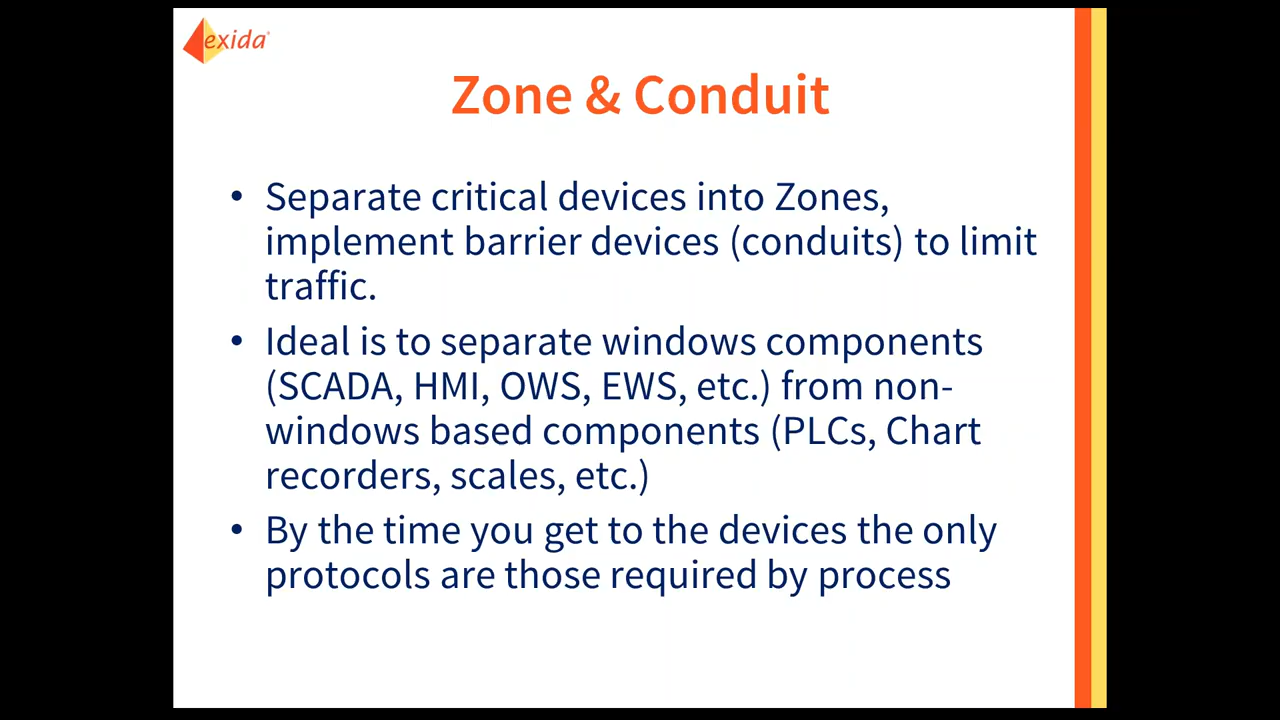 exida
Zone & Conduit
• Separate critical devices into Zones,
implement barrier devices (conduits) to limit
traffic.
• Ideal is to separate windows components
(SCADA, HMI, OWS, EWS, etc.) from non-
windows based components (PLCs, Chart
recorders, scales, etc.)
• By the time you get to the devices the only
protocols are those required by process